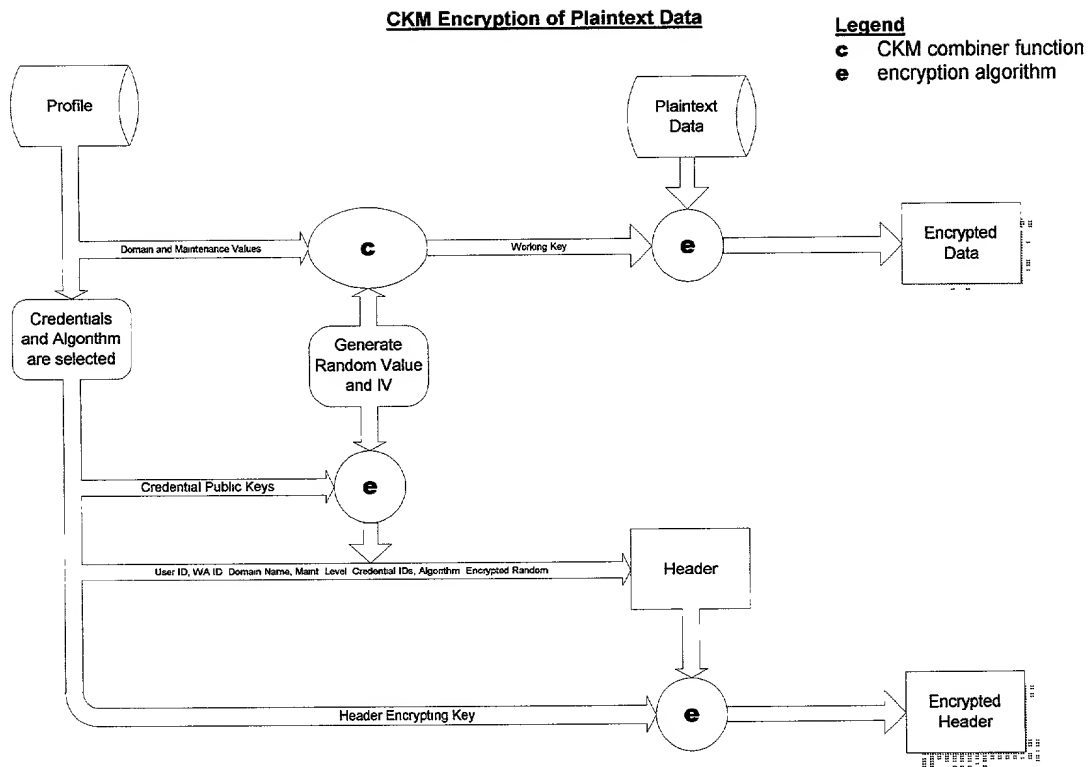 CKM Encryption of Plaintext Data
Legend
c CKM combiner function
e encryption algorithm
Profile
Plaintext
Data
Domain and Maintenance Values
c
Working Key
e
Encrypted
Data
Credentials
and Algorithm
are selected
Generate
Random Value
and IV
Credential Public Keys
e
User ID, WA ID Domain Name, Maint Level Credential IDs, Algorithm Encrypted Random
Header
Header Encrypting Key
e
Encrypted
Header